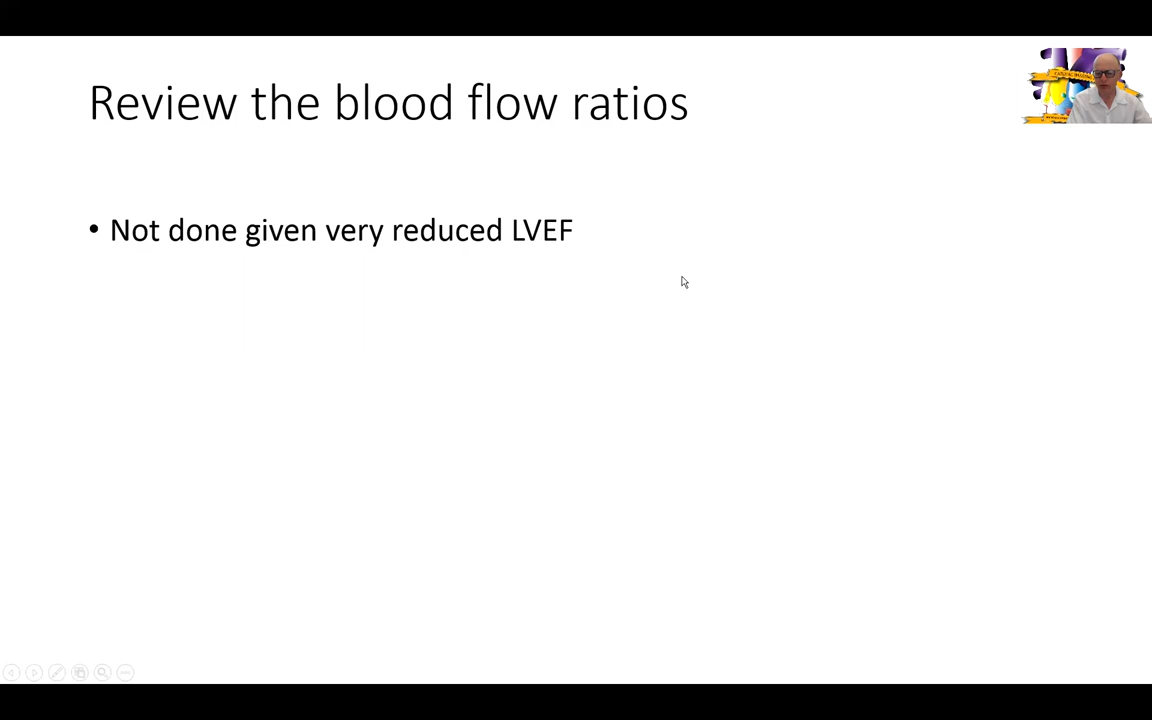 Review the blood flow ratios
• Not done given very reduced LVEF